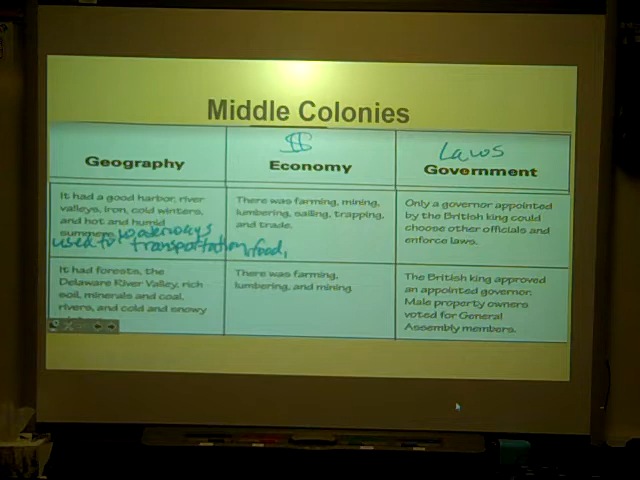 Middle Colonies
$
Laws
Geography
Economy
Government
It had a good harbor, river
valleys, iron, cold winters,
and hot and humid
summers. waterways
used for transportation, food,
There was farming, mining,
lumbering, sailing, trapping,
and trade.
Only a governor appointed
by the British king could
choose other officials and
enforce laws.
It had forests, the
Delaware River Valley, rich
soil, minerals and coal,
rivers, and cold and snowy
There was farming,
lumbering, and mining
The British king approved
an appointed governor.
Male property owners
voted for General
Assembly members.